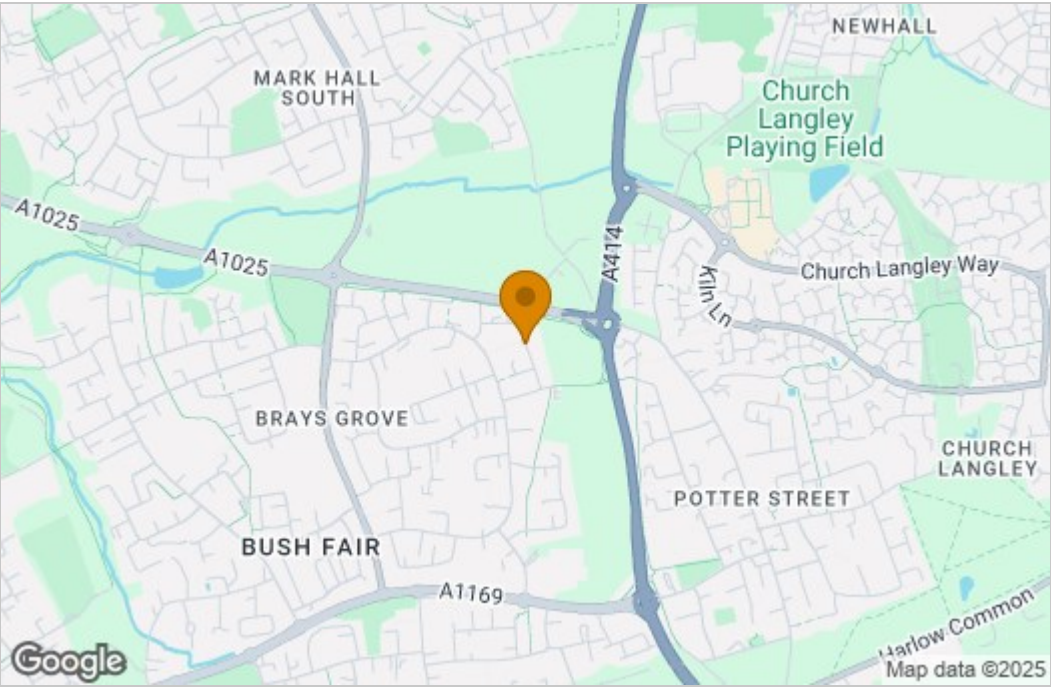 NEWHALL
MARK HALL
SOUTH
Church
Langley
Playing Field
A1025
A1025
A414
Church Langley Way
Kiln Ln
BRAYS GROVE
CHURCH
LANGLEY
POTTER STREET
BUSH FAIR
A1169
Harlow Common
Google
Map data ©2025